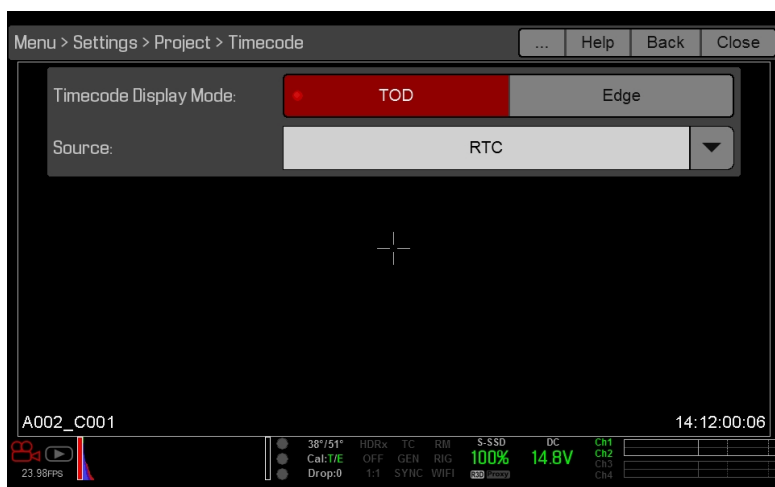 Menu > Settings > Project > Timecode ... Help Back Close
Timecode Display Mode: TOD Edge
Source: RTC
A002_C001 14:12:00:06
38°/51° HDRx TC RM S-SSD DC Ch1
Cal:T/E OFF GEN RIG 100% 14.8V Ch2
Ch3
23.98FPS Drop:0 1:1 SYNC WIFI R3D Proxy Ch4